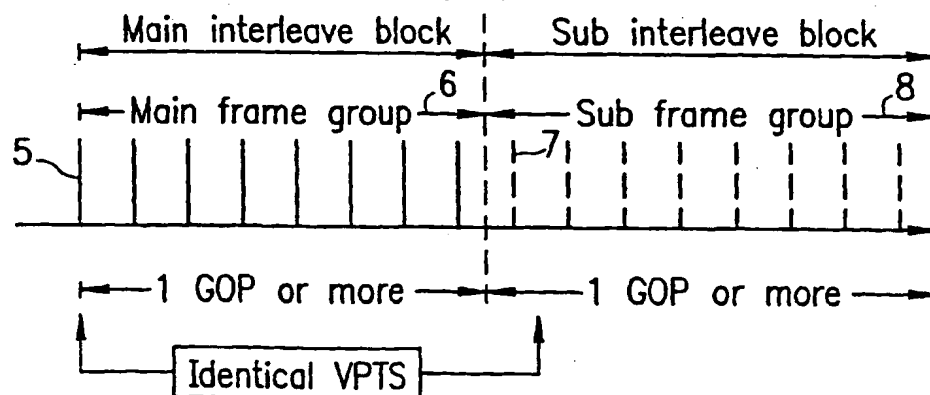 Main interleave block Sub interleave block
6 8
Main frame group Sub frame group
5 7
1 GOP or more 1 GOP or more
Identical VPTS